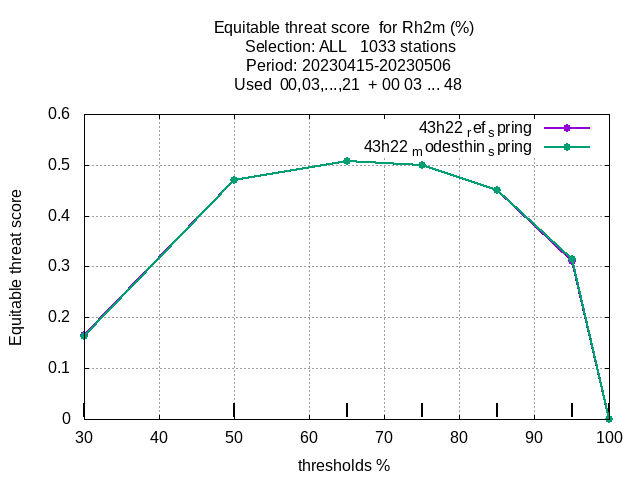 Equitable threat score  for Rh2m (%)
Selection: ALL   1033 stations
Period: 20230415-20230506
Used  00,03,...,21  + 00 03 ... 48
43h22 ref spring
43h22 modesthin spring
Equitable threat score
0.6
0.5
0.4
0.3
0.2
0.1
0
30 40 50 60 70 80 90 100
thresholds %